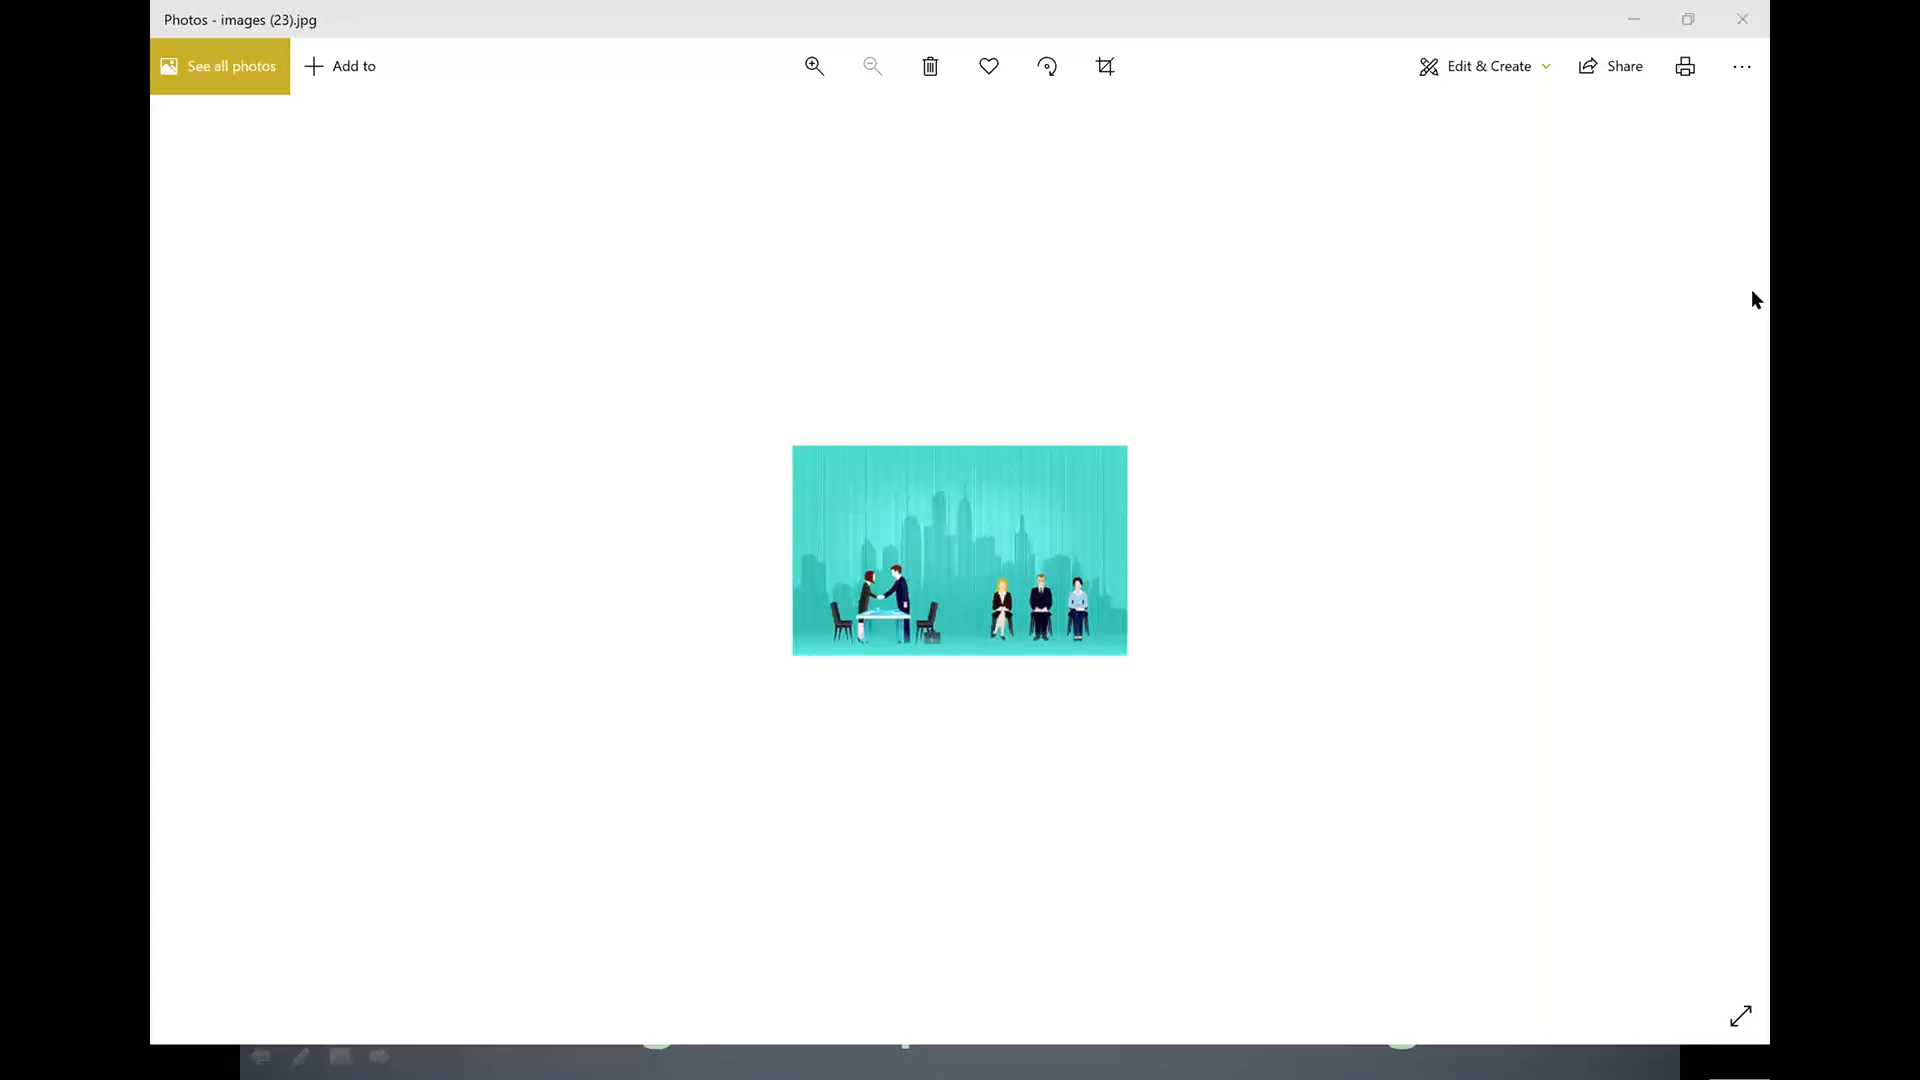 Photos - images (23).jpg
See all photos
Add to
Edit & Create
Share